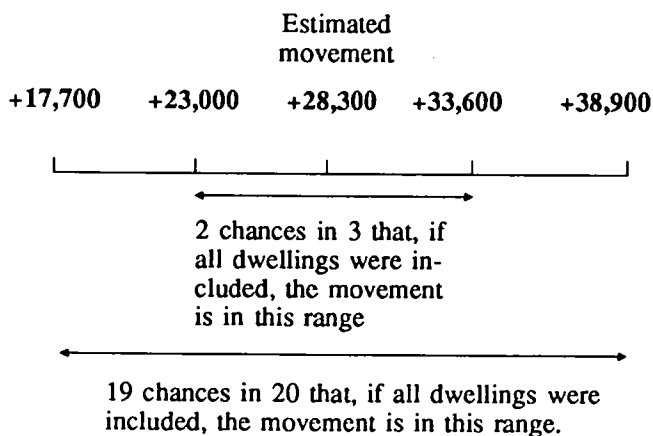 Estimated
movement
+17,700 +23,000 +28,300 +33,600 +38,900
2 chances in 3 that, if
all dwellings were in-
cluded, the movement
is in this range
19 chances in 20 that, if all dwellings were
included, the movement is in this range.